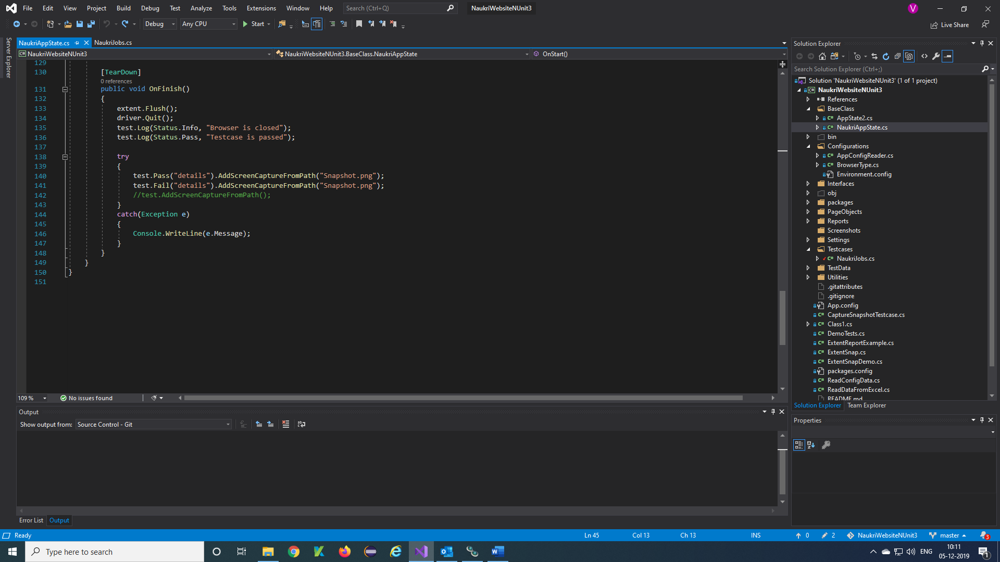 File Edit View Project Build Debug Test Analyze Tools Extensions Window Help Search (Ctrl+Q) NaukriWebsiteNUnit3 V
Debug Any CPU Start Live Share
Server Explorer
NaukriAppState.cs NaukriJobs.cs
C# NaukriWebsiteNUnit3 NaukriWebsiteNUnit3.BaseClass.NaukriAppState OnStart()
129
130 [TearDown]
0 references
131 public void OnFinish()
132 {
133 extent.Flush();
134 driver.Quit();
135 test.Log(Status.Info, "Browser is closed");
136 test.Log(Status.Pass, "Testcase is passed");
137
138 try
139 {
140 test.Pass("details").AddScreenCaptureFromPath("Snapshot.png");
141 test.Fail("details").AddScreenCaptureFromPath("Snapshot.png");
142 //test.AddScreenCaptureFromPath();
143 }
144 catch(Exception e)
145 {
146 Console.WriteLine(e.Message);
147 }
148 }
149 }
150 }
151
109 % No issues found
Output
Show output from: Source Control - Git
Error List Output
Solution Explorer
Search Solution Explorer (Ctrl+;)
Solution 'NaukriWebsiteNUnit3' (1 of 1 project)
C# NaukriWebsiteNUnit3
References
BaseClass
C# AppState2.cs
C# NaukriAppState.cs
bin
Configurations
C# AppConfigReader.cs
C# BrowserType.cs
Environment.config
Interfaces
obj
packages
PageObjects
Reports
Screenshots
Settings
Testcases
C# NaukriJobs.cs
TestData
Utilities
.gitattributes
.gitignore
App.config
C# CaptureSnapshotTestcase.cs
C# Class1.cs
C# DemoTests.cs
C# ExtentReportExample.cs
C# ExtentSnap.cs
C# ExtentSnapDemo.cs
packages.config
C# ReadConfigData.cs
C# ReadDataFromExcel.cs
README.md
Solution Explorer Team Explorer
Properties
Ready Ln 45 Col 13 Ch 13 INS 0 2 NaukriWebsiteNUnit3 master 3
Type here to search ENG 10:11
05-12-2019 1